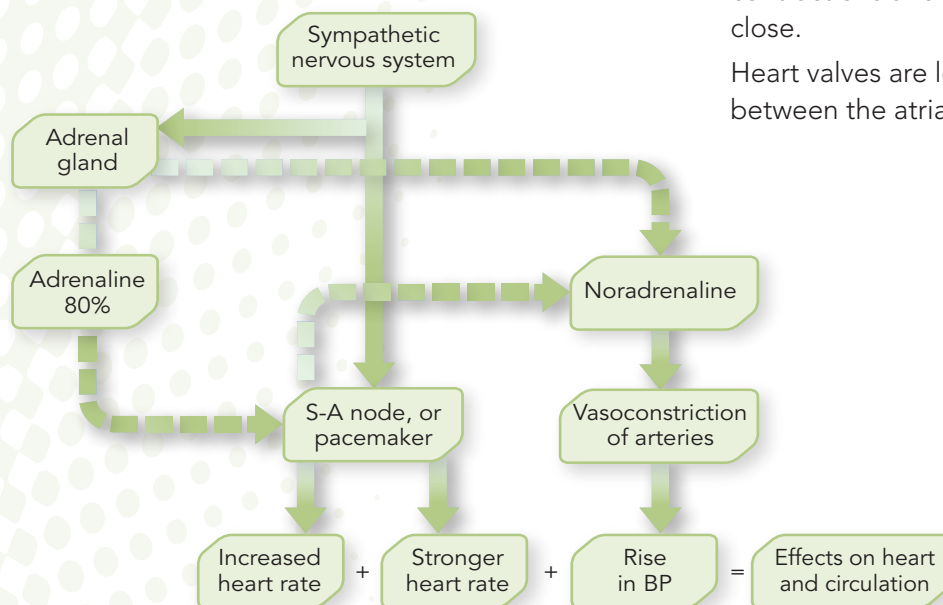 close.
Heart valves are l
between the atria
Sympathetic
nervous system
Adrenal
gland
Adrenaline
80%
Noradrenaline
S-A node, or
pacemaker
Vasoconstriction
of arteries
Increased
heart rate
+
Stronger
heart rate
+
Rise
in BP
=
Effects on heart
and circulation